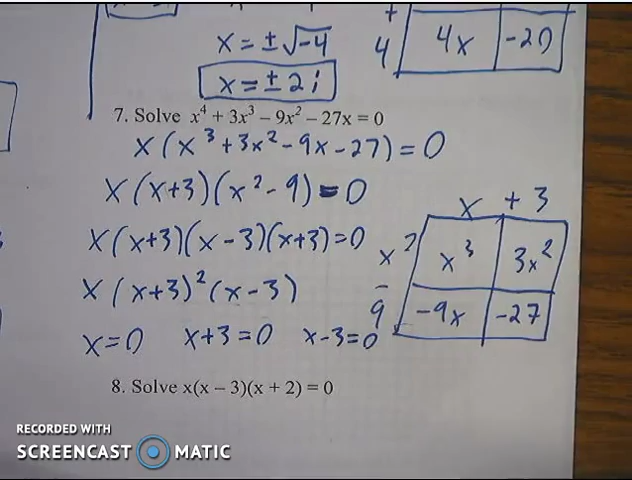 x = ± √-4
4 4x -20
x = ± 2i
7. Solve x⁴ + 3x³ – 9x² – 27x = 0
x(x³+3x²-9x-27) = 0
x(x+3)(x²-9) = 0
x(x+3)(x-3)(x+3)=0
x(x+3)²(x-3)
x=0 x+3=0 x-3=0
x +3
x² x³ 3x²
-9 -9x -27
8. Solve x(x – 3)(x + 2) = 0
RECORDED WITH
SCREENCAST MATIC